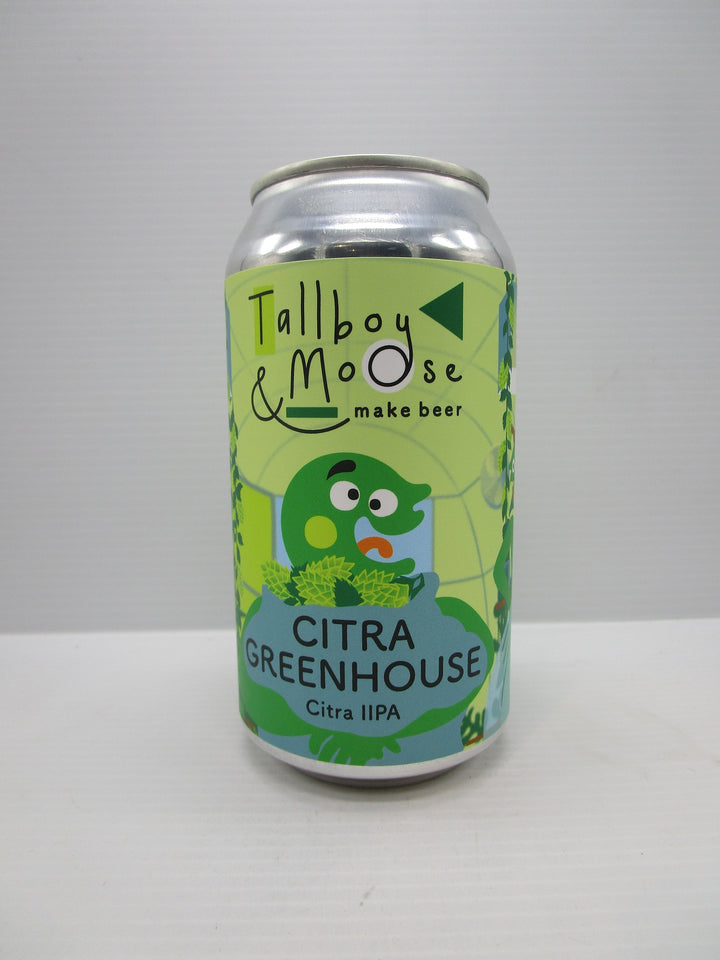 Tallboy
& Moose
make beer
CITRA
GREENHOUSE
Citra IIPA